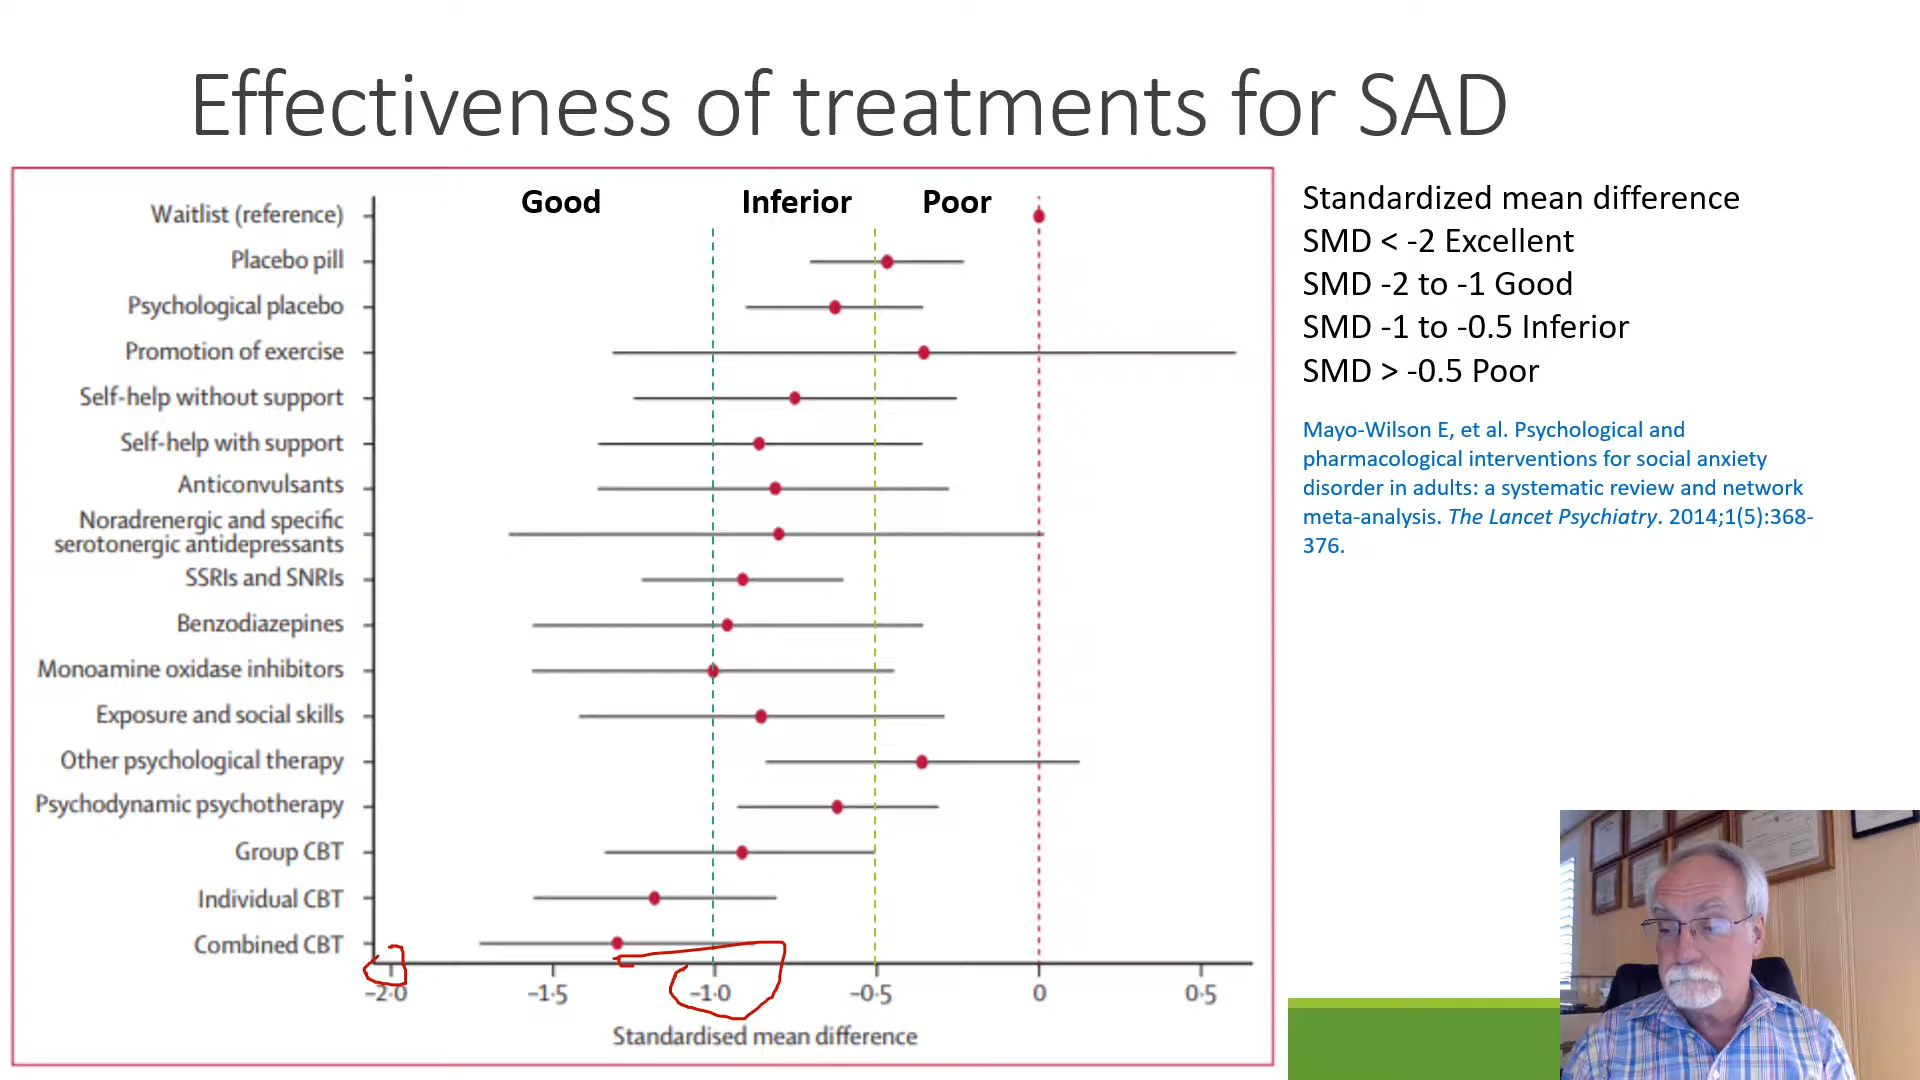 Effectiveness of treatments for SAD
Good Inferior Poor
Waitlist (reference)
Placebo pill
Psychological placebo
Promotion of exercise
Self-help without support
Self-help with support
Anticonvulsants
Noradrenergic and specific
serotonergic antidepressants
SSRIs and SNRIs
Benzodiazepines
Monoamine oxidase inhibitors
Exposure and social skills
Other psychological therapy
Psychodynamic psychotherapy
Group CBT
Individual CBT
Combined CBT
-2·0 -1·5 -1·0 -0·5 0 0·5
Standardised mean difference
Standardized mean difference
SMD < -2 Excellent
SMD -2 to -1 Good
SMD -1 to -0.5 Inferior
SMD > -0.5 Poor
Mayo-Wilson E, et al. Psychological and
pharmacological interventions for social anxiety
disorder in adults: a systematic review and network
meta-analysis. The Lancet Psychiatry. 2014;1(5):368-
376.